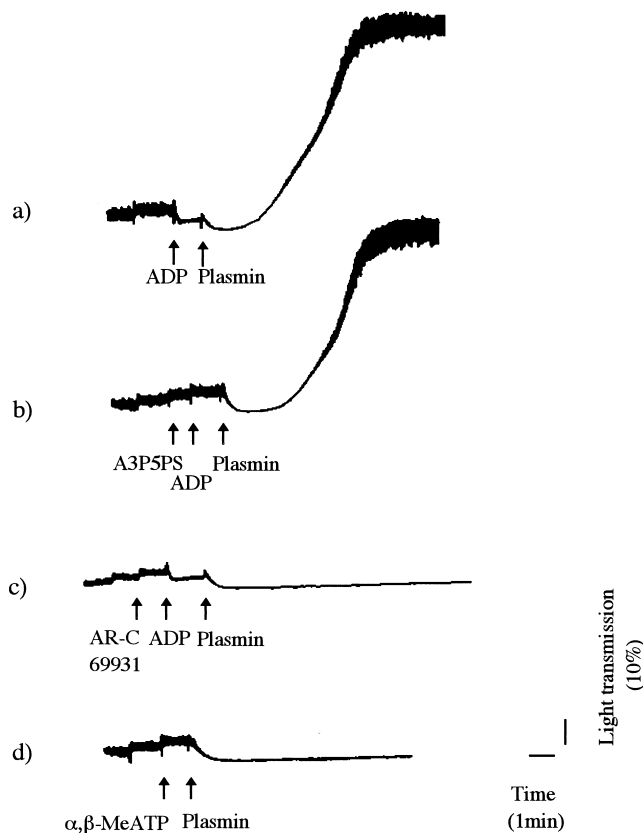 a)
ADP Plasmin
b)
A3P5PS Plasmin
ADP
c)
AR-C ADP Plasmin
69931
d)
α,β-MeATP Plasmin
Light transmission
(10%)
Time
(1min)